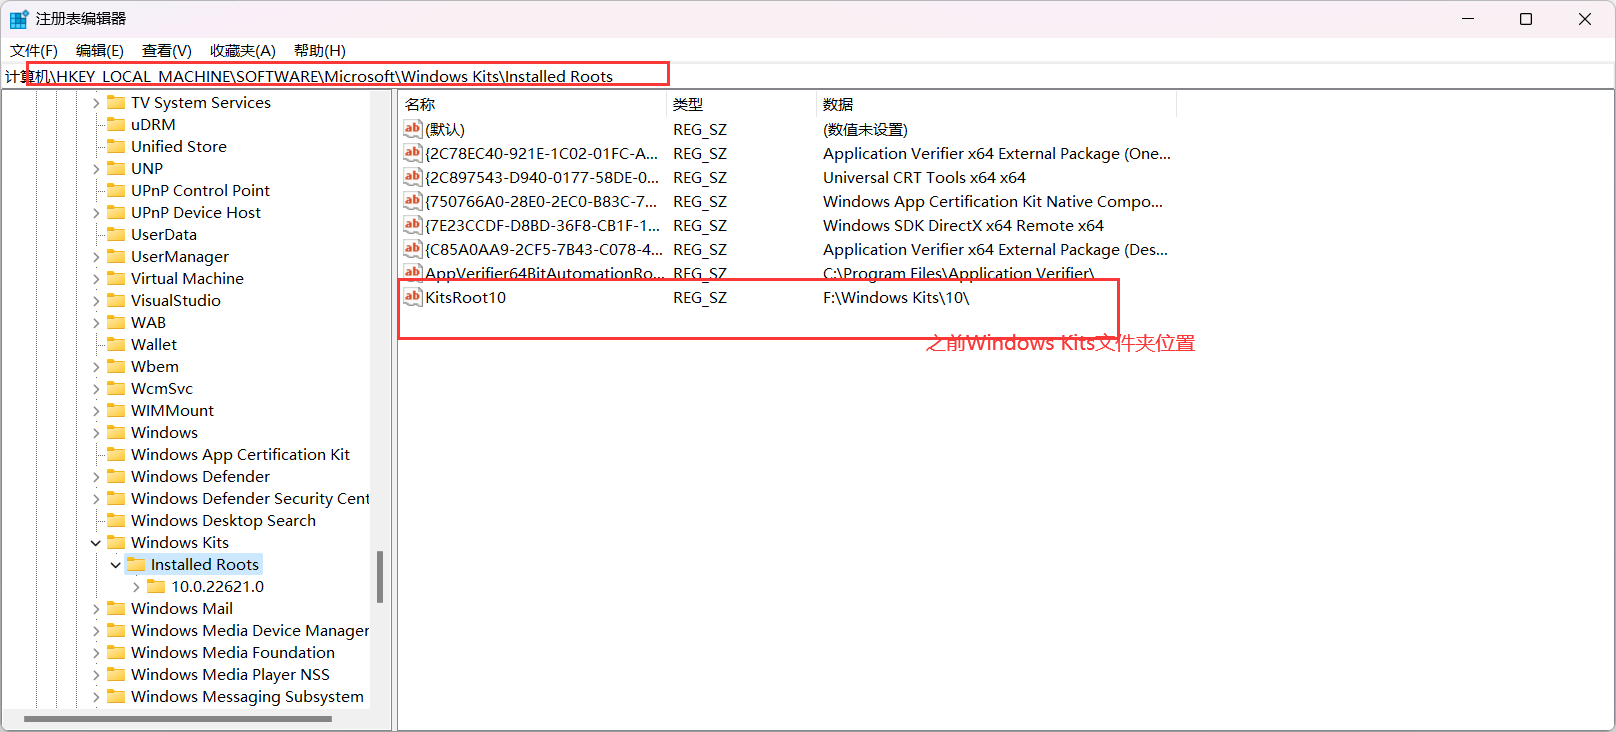 注册表编辑器
文件(F) 编辑(E) 查看(V) 收藏夹(A) 帮助(H)
计算机\HKEY_LOCAL_MACHINE\SOFTWARE\Microsoft\Windows Kits\Installed Roots
TV System Services
uDRM
Unified Store
UNP
UPnP Control Point
UPnP Device Host
UserData
UserManager
Virtual Machine
VisualStudio
WAB
Wallet
Wbem
WcmSvc
WIMMount
Windows
Windows App Certification Kit
Windows Defender
Windows Defender Security Cent
Windows Desktop Search
Windows Kits
Installed Roots
10.0.22621.0
Windows Mail
Windows Media Device Manager
Windows Media Foundation
Windows Media Player NSS
Windows Messaging Subsystem
名称 类型 数据
ab (默认) REG_SZ (数值未设置)
ab {2C78EC40-921E-1C02-01FC-A... REG_SZ Application Verifier x64 External Package (One...
ab {2C897543-D940-0177-58DE-0... REG_SZ Universal CRT Tools x64 x64
ab {750766A0-28E0-2EC0-B83C-7... REG_SZ Windows App Certification Kit Native Compo...
ab {7E23CCDF-D8BD-36F8-CB1F-1... REG_SZ Windows SDK DirectX x64 Remote x64
ab {C85A0AA9-2CF5-7B43-C078-4... REG_SZ Application Verifier x64 External Package (Des...
ab AppVerifier64BitAutomationRo... REG_SZ C:\Program Files\Application Verifier\
ab KitsRoot10 REG_SZ F:\Windows Kits\10\
之前Windows Kits文件夹位置